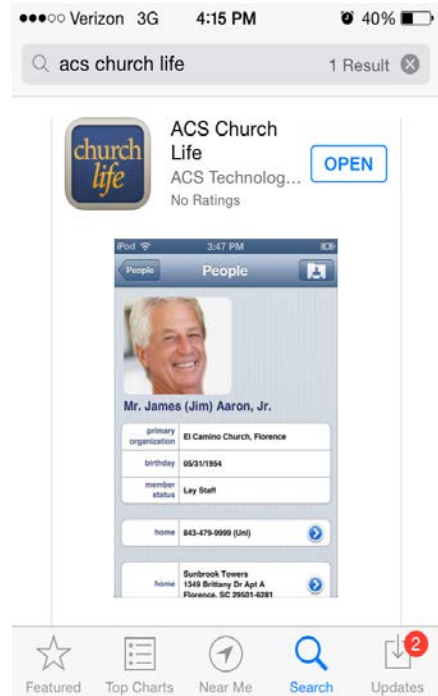 Verizon 3G 4:15 PM 40%
acs church life 1 Result
church
life
ACS Church
Life
ACS Technolog...
No Ratings
OPEN
iPod 3:47 PM
People People
Mr. James (Jim) Aaron, Jr.
primary
organization El Camino Church, Florence
birthday 05/31/1954
member
status Lay Staff
home 843-479-9999 (Unl)
Sunbrook Towers
home 1349 Brittany Dr Apt A
Florence, SC 29501-6281
2
Featured Top Charts Near Me Search Updates